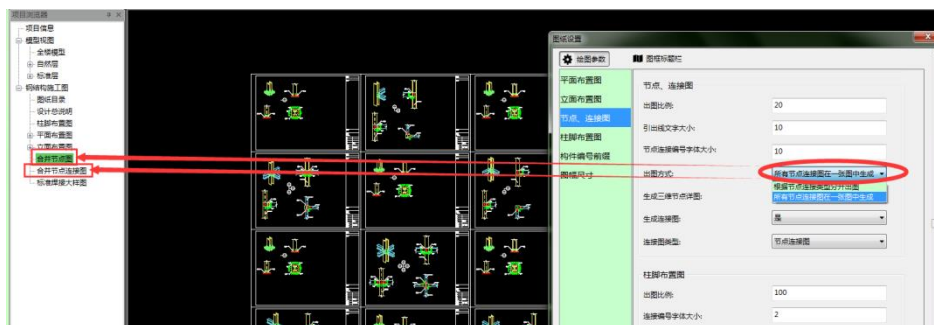 项目浏览器
项目信息
模型视图
全楼模型
自然层
标准层
钢结构施工图
图纸目录
设计总说明
柱脚布置图
平面布置图
立面布置图
合并节点图
合并节点连接图
标准焊接大样图
图纸设置
绘图参数
图框标题栏
平面布置图
立面布置图
节点、连接图
柱脚布置图
构件编号前缀
图幅尺寸
节点、连接图
出图比例:
20
引出线文字大小:
10
节点连接编号字体大小:
10
出图方式:
所有节点连接图在一张图中生成
根据节点连接类型分开出图
所有节点连接图在一张图中生成
生成三维节点详图:
生成连接图:
是
连接图类型:
节点连接图
柱脚布置图
出图比例:
100
连接编号字体大小:
2